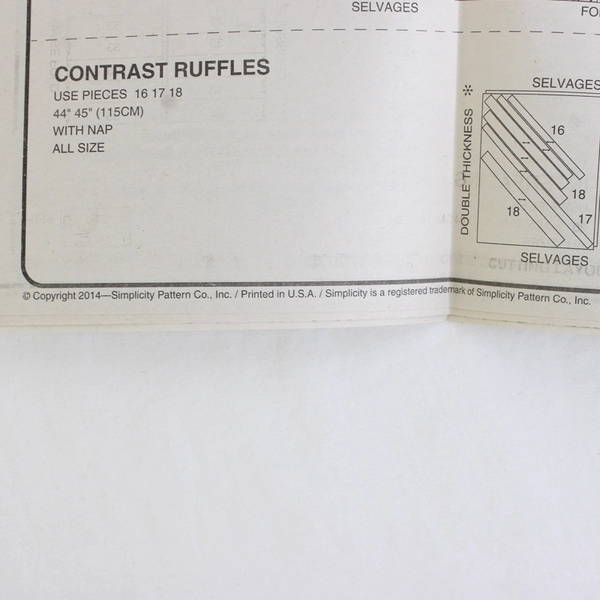 SELVAGES
FO
CONTRAST RUFFLES
USE PIECES 16 17 18
44" 45" (115CM)
WITH NAP
ALL SIZE
SELVAGES
DOUBLE THICKNESS *
16
18
17
18
SELVAGES
© Copyright 2014—Simplicity Pattern Co., Inc. / Printed in U.S.A. / Simplicity is a registered trademark of Simplicity Pattern Co., Inc.